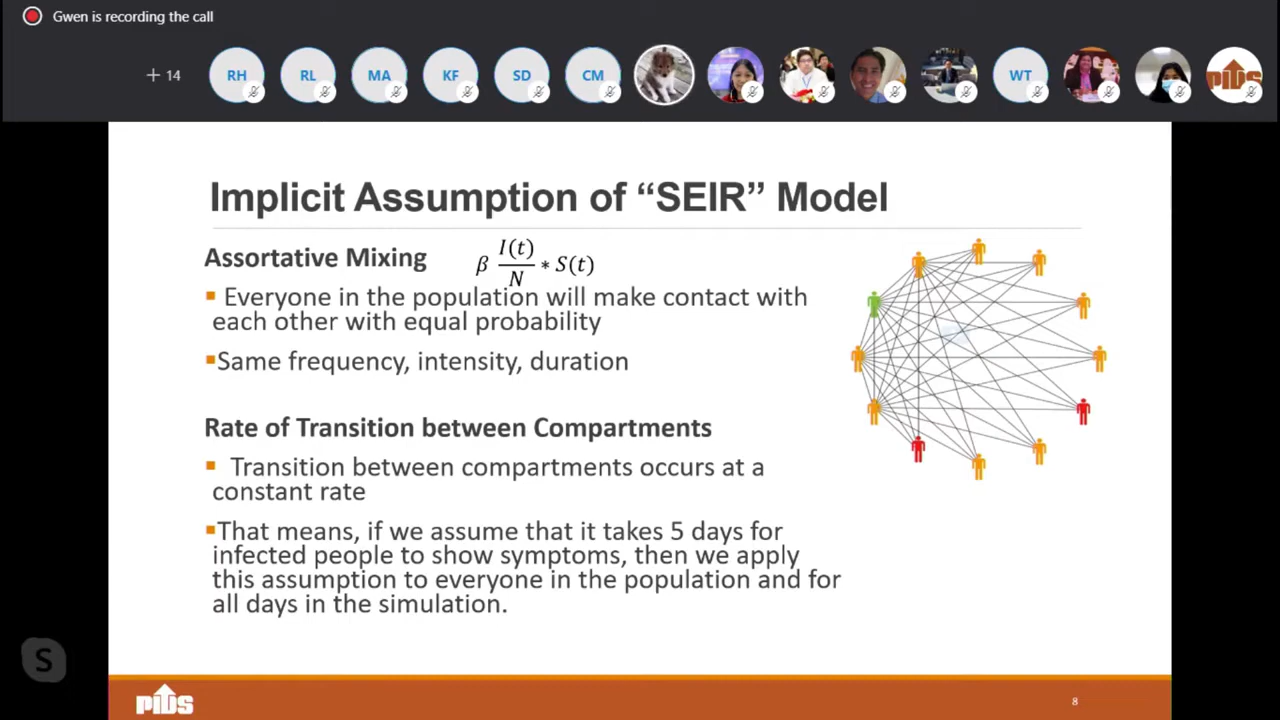 Gwen is recording the call
+ 14
RH RL MA KF SD CM WT PIDS
Implicit Assumption of “SEIR” Model
Assortative Mixing
β I(t)/N * S(t)
▪ Everyone in the population will make contact with
each other with equal probability
▪Same frequency, intensity, duration
Rate of Transition between Compartments
▪ Transition between compartments occurs at a
constant rate
▪That means, if we assume that it takes 5 days for
infected people to show symptoms, then we apply
this assumption to everyone in the population and for
all days in the simulation.
S
PIDS
8